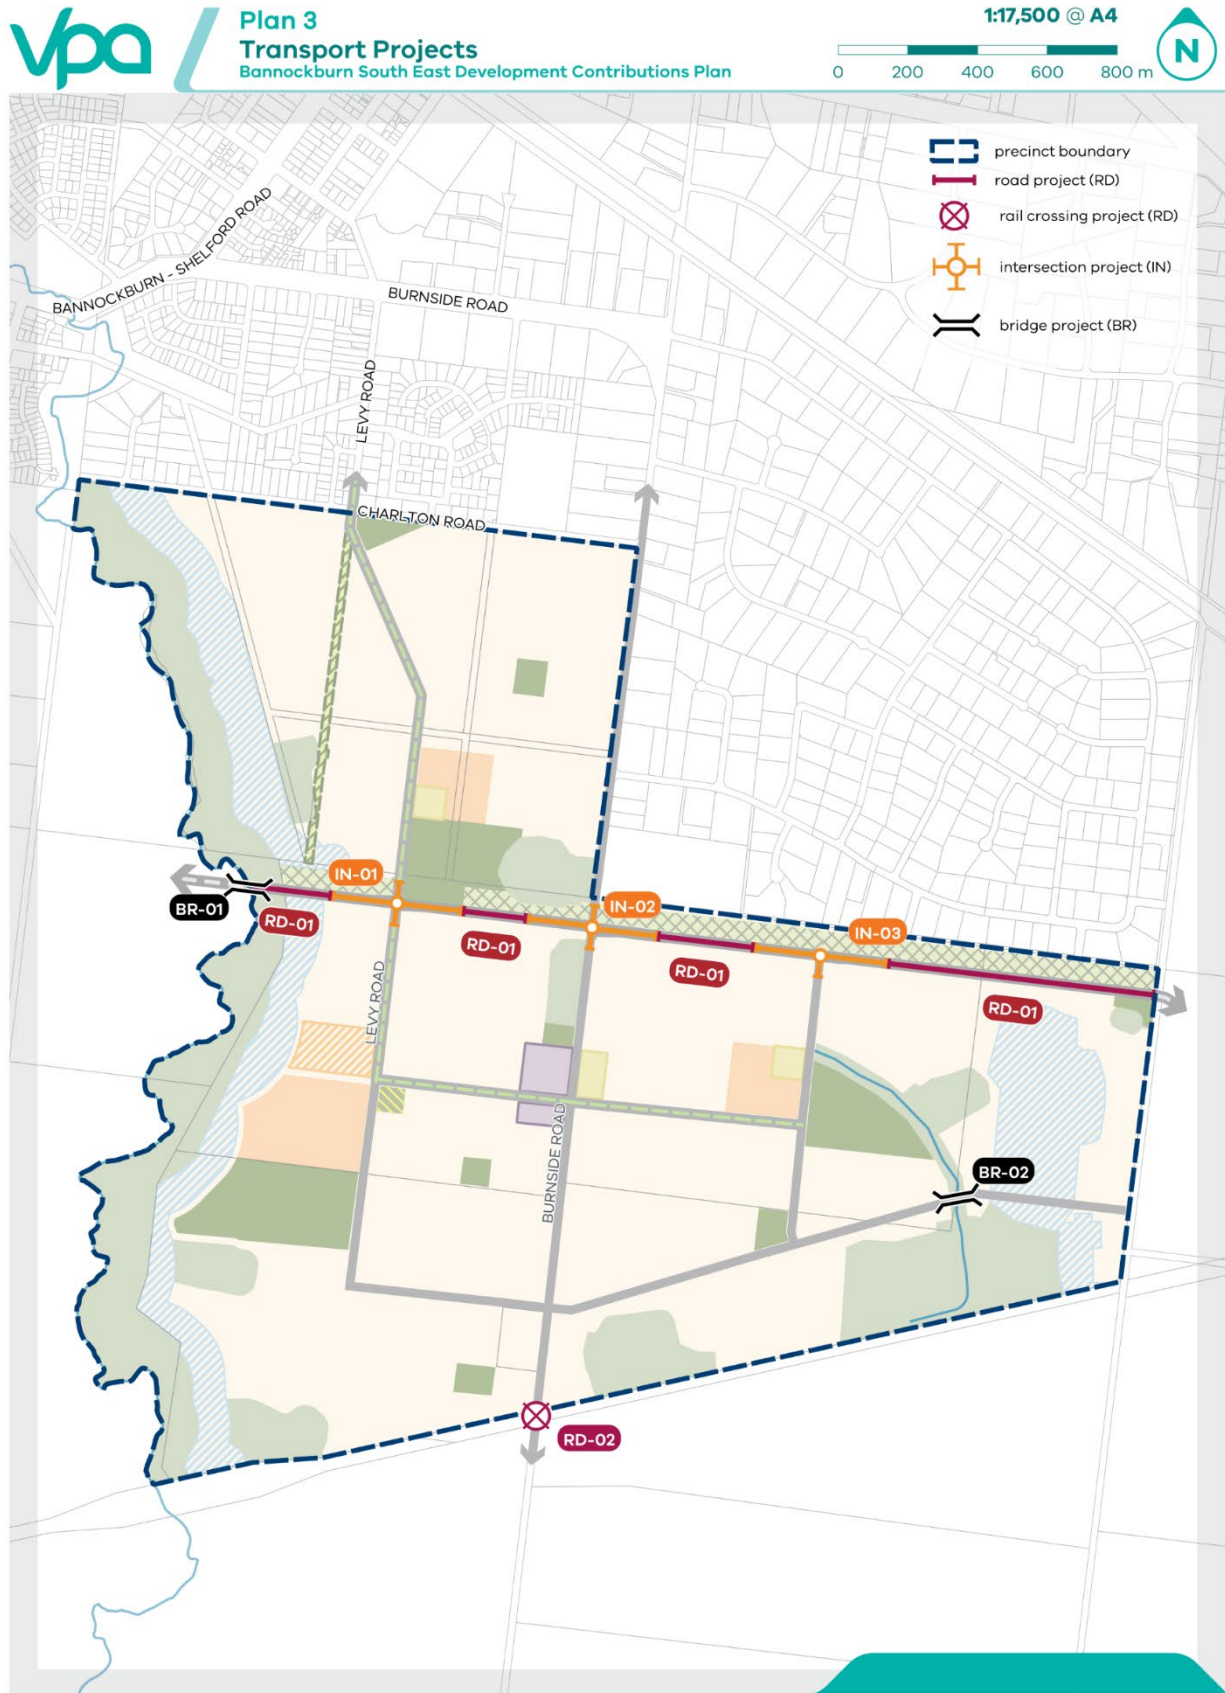 vpa
Plan 3
Transport Projects
Bannockburn South East Development Contributions Plan
1:17,500 @ A4
0 200 400 600 800 m
N
precinct boundary
road project (RD)
rail crossing project (RD)
intersection project (IN)
bridge project (BR)
BANNOCKBURN - SHELFORD ROAD
BURNSIDE ROAD
LEVY ROAD
CHARLTON ROAD
IN-01
BR-01
RD-01
IN-02
RD-01
IN-03
RD-01
RD-01
LEVY ROAD
BURNSIDE ROAD
BR-02
RD-02